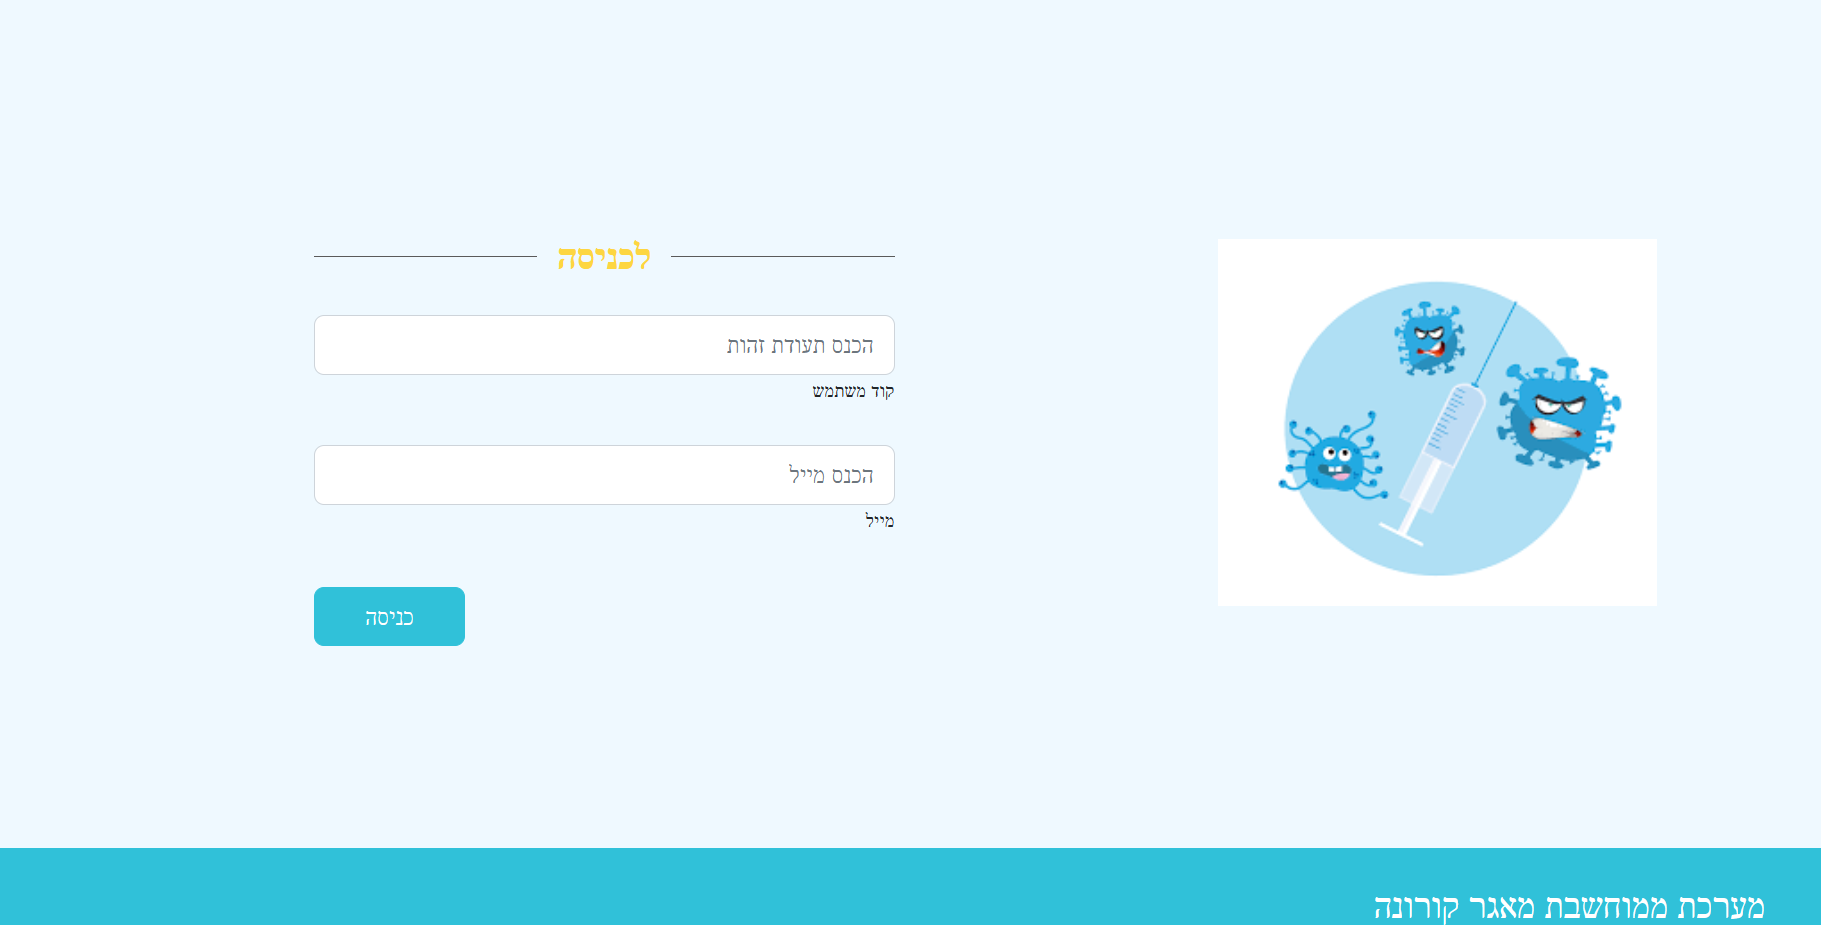 לכניסה
הכנס תעודת זהות
קוד משתמש
הכנס מייל
מייל
כניסה
מערכת ממוחשבת מאגר קורונה